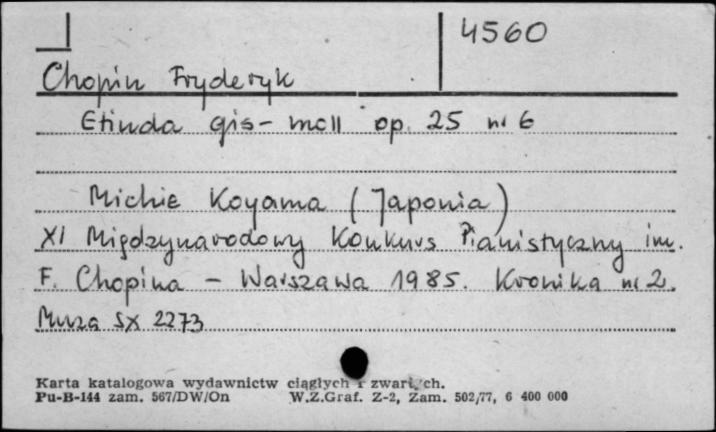 4560
Chopin Fryderyk
Etiuda gis-moll op. 25 nr 6
Michie Koyama (Japonia)
XI Międzynarodowy Konkurs Pianistyczny im.
F. Chopina - Warszawa 1985. Kronika nr 2.
Muza SX 2273
Karta katalogowa wydawnictw ciągłych i zwartych.
Pu-B-144 zam. 567/DW/On W.Z.Graf. Z-2, Zam. 502/77, 6 400 000